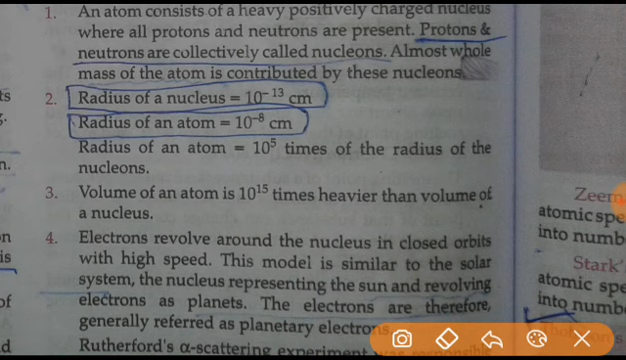 1. An atom consists of a heavy positively charged nucleus
where all protons and neutrons are present. Protons &
neutrons are collectively called nucleons. Almost whole
mass of the atom is contributed by these nucleons
2. Radius of a nucleus = 10⁻¹³ cm
Radius of an atom = 10⁻⁸ cm
Radius of an atom = 10⁵ times of the radius of the
nucleons.
3. Volume of an atom is 10¹⁵ times heavier than volume of
a nucleus.
4. Electrons revolve around the nucleus in closed orbits
with high speed. This model is similar to the solar
system, the nucleus representing the sun and revolving
electrons as planets. The electrons are therefore,
generally referred as planetary electrons.
Rutherford's α-scattering experiment
ts
n.
on
is
of
d
Zeem
atomic spe
into numb
Stark'
atomic spe
into numb